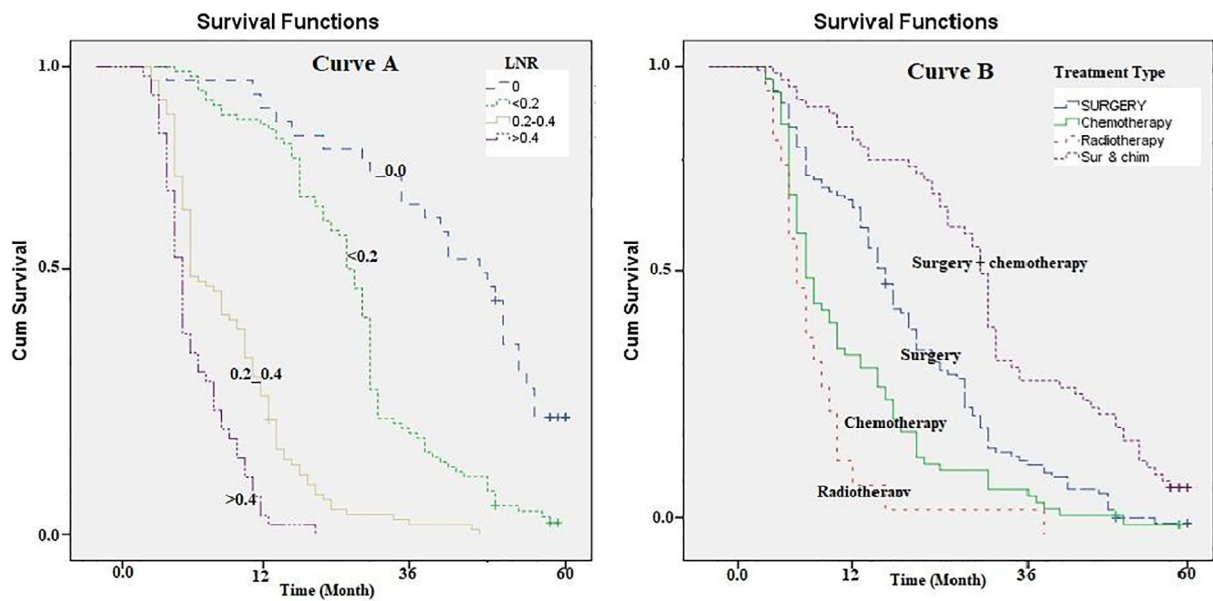 Survival Functions
Curve A
LNR
0
<0.2
0.2-0.4
>0.4
1.0
0.5
0.0
Cum Survival
_0.0
<0.2
0.2_0.4
>0.4
0.0
12
36
60
Time (Month)
Survival Functions
Curve B
Treatment Type
SURGERY
Chemotherapy
Radiotherapy
Sur & chim
1.0
0.5
0.0
Cum Survival
Surgery + chemotherapy
Surgery
Chemotherapy
Radiotherapy
0.0
12
36
60
Time (Month)